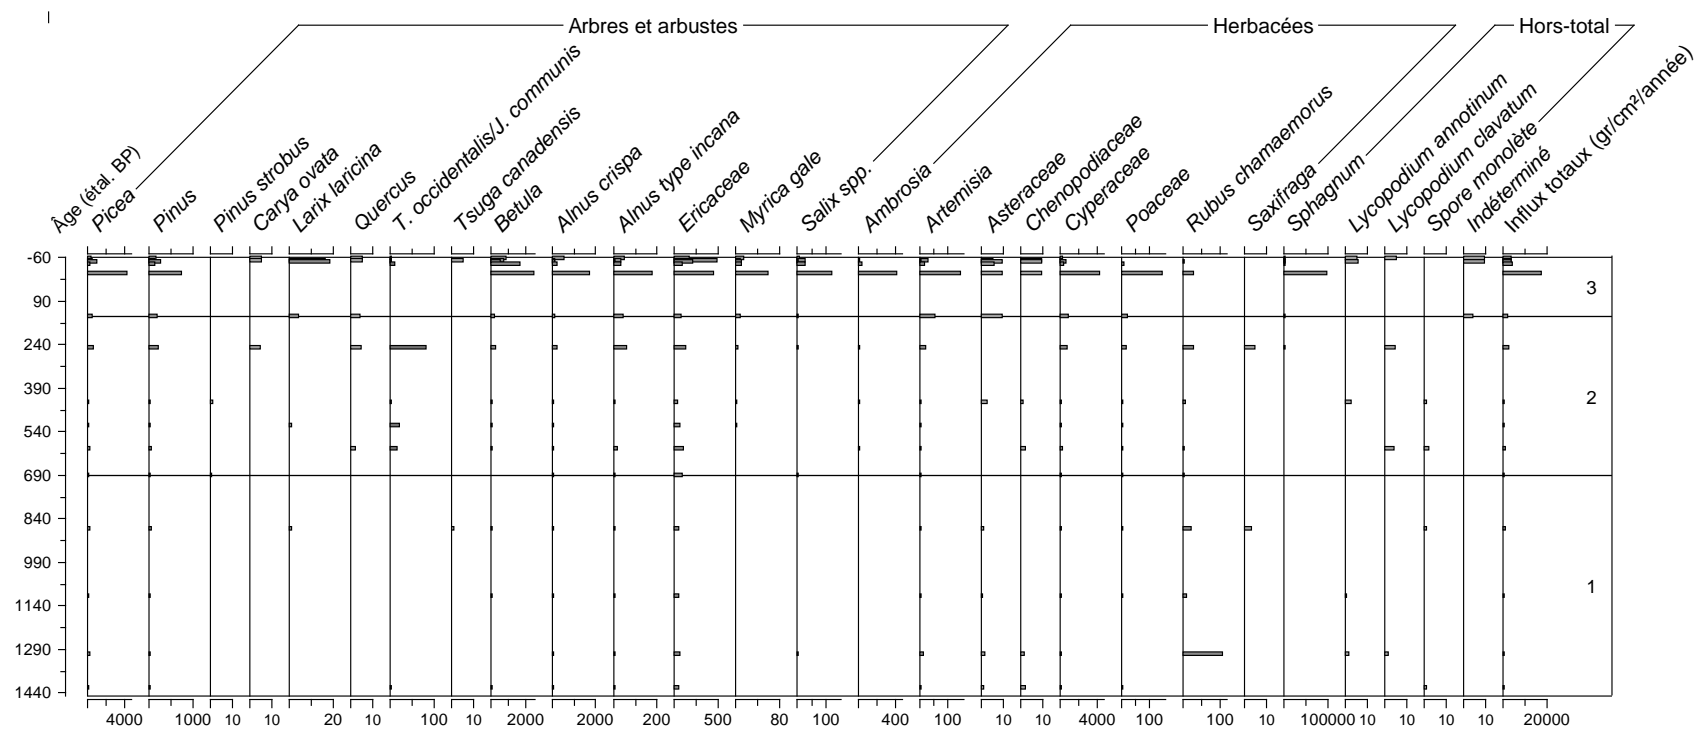 Arbres et arbustes
Herbacées
Hors-total
Âge (étal. BP)
Picea
Pinus
Pinus strobus
Carya ovata
Larix laricina
Quercus
T. occidentalis/J. communis
Tsuga canadensis
Betula
Alnus crispa
Alnus type incana
Ericaceae
Myrica gale
Salix spp.
Ambrosia
Artemisia
Asteraceae
Chenopodiaceae
Cyperaceae
Poaceae
Rubus chamaemorus
Saxifraga
Sphagnum
Lycopodium annotinum
Lycopodium clavatum
Spore monolète
Indéterminé
Influx totaux (gr/cm²/année)
-60
90
240
390
540
690
840
990
1140
1290
1440
3
2
1
4000 1000 10 10 20 10 100 10 2000 2000 200 500 80 100 400 100 10 10 4000 100 100 10 100000 10 10 10 10 20000